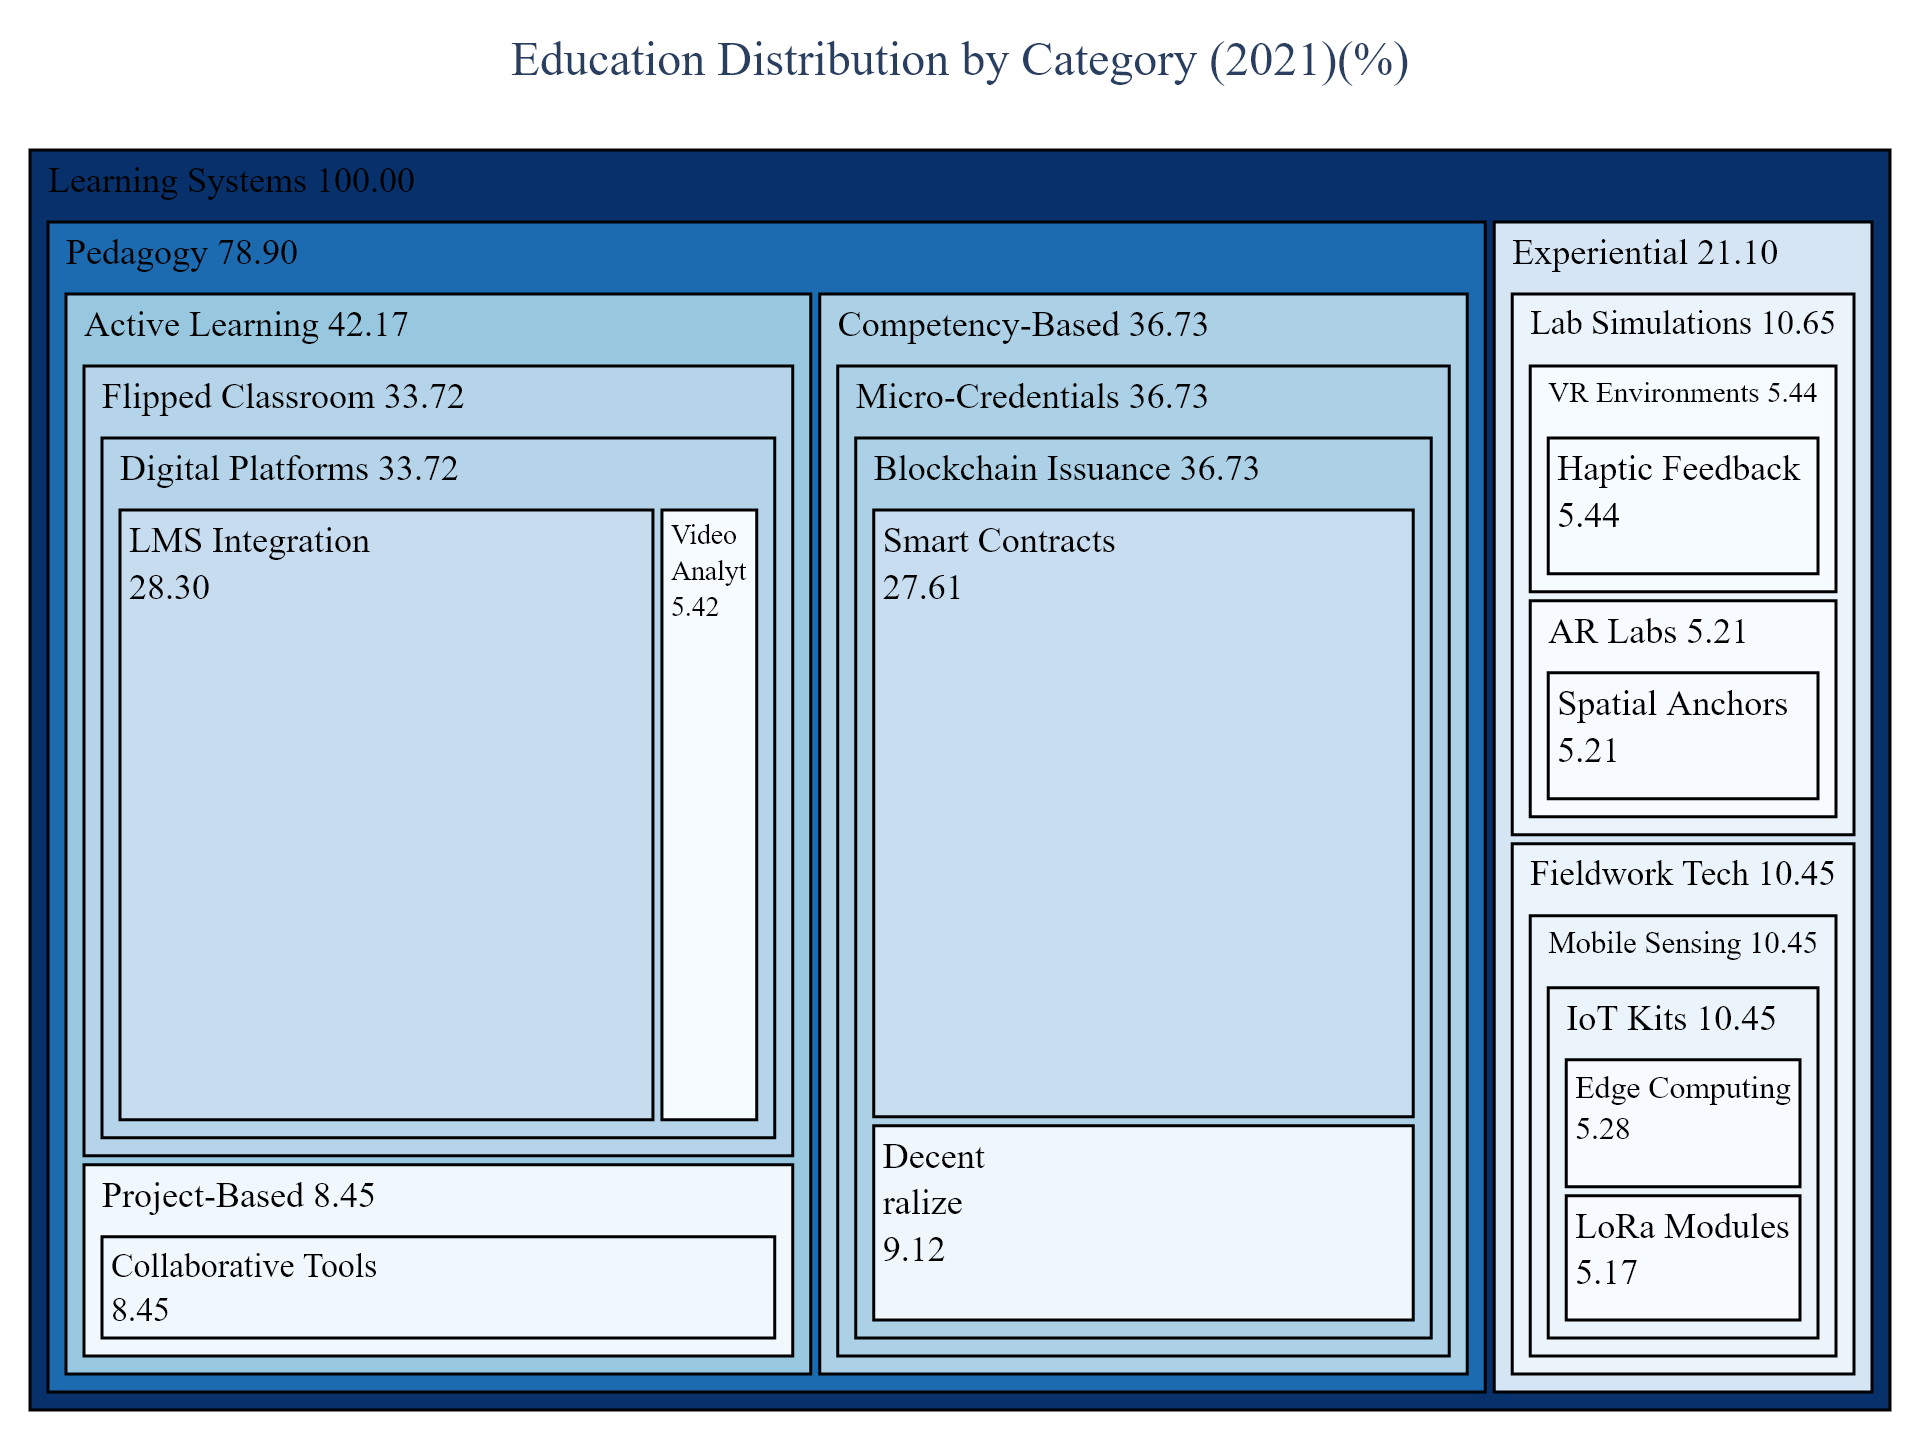 Education Distribution by Category (2021)(%)
Learning Systems 100.00
Pedagogy 78.90
Active Learning 42.17
Flipped Classroom 33.72
Digital Platforms 33.72
LMS Integration
28.30
Video
Analyt
5.42
Project-Based 8.45
Collaborative Tools
8.45
Competency-Based 36.73
Micro-Credentials 36.73
Blockchain Issuance 36.73
Smart Contracts
27.61
Decent
ralize
9.12
Experiential 21.10
Lab Simulations 10.65
VR Environments 5.44
Haptic Feedback
5.44
AR Labs 5.21
Spatial Anchors
5.21
Fieldwork Tech 10.45
Mobile Sensing 10.45
IoT Kits 10.45
Edge Computing
5.28
LoRa Modules
5.17